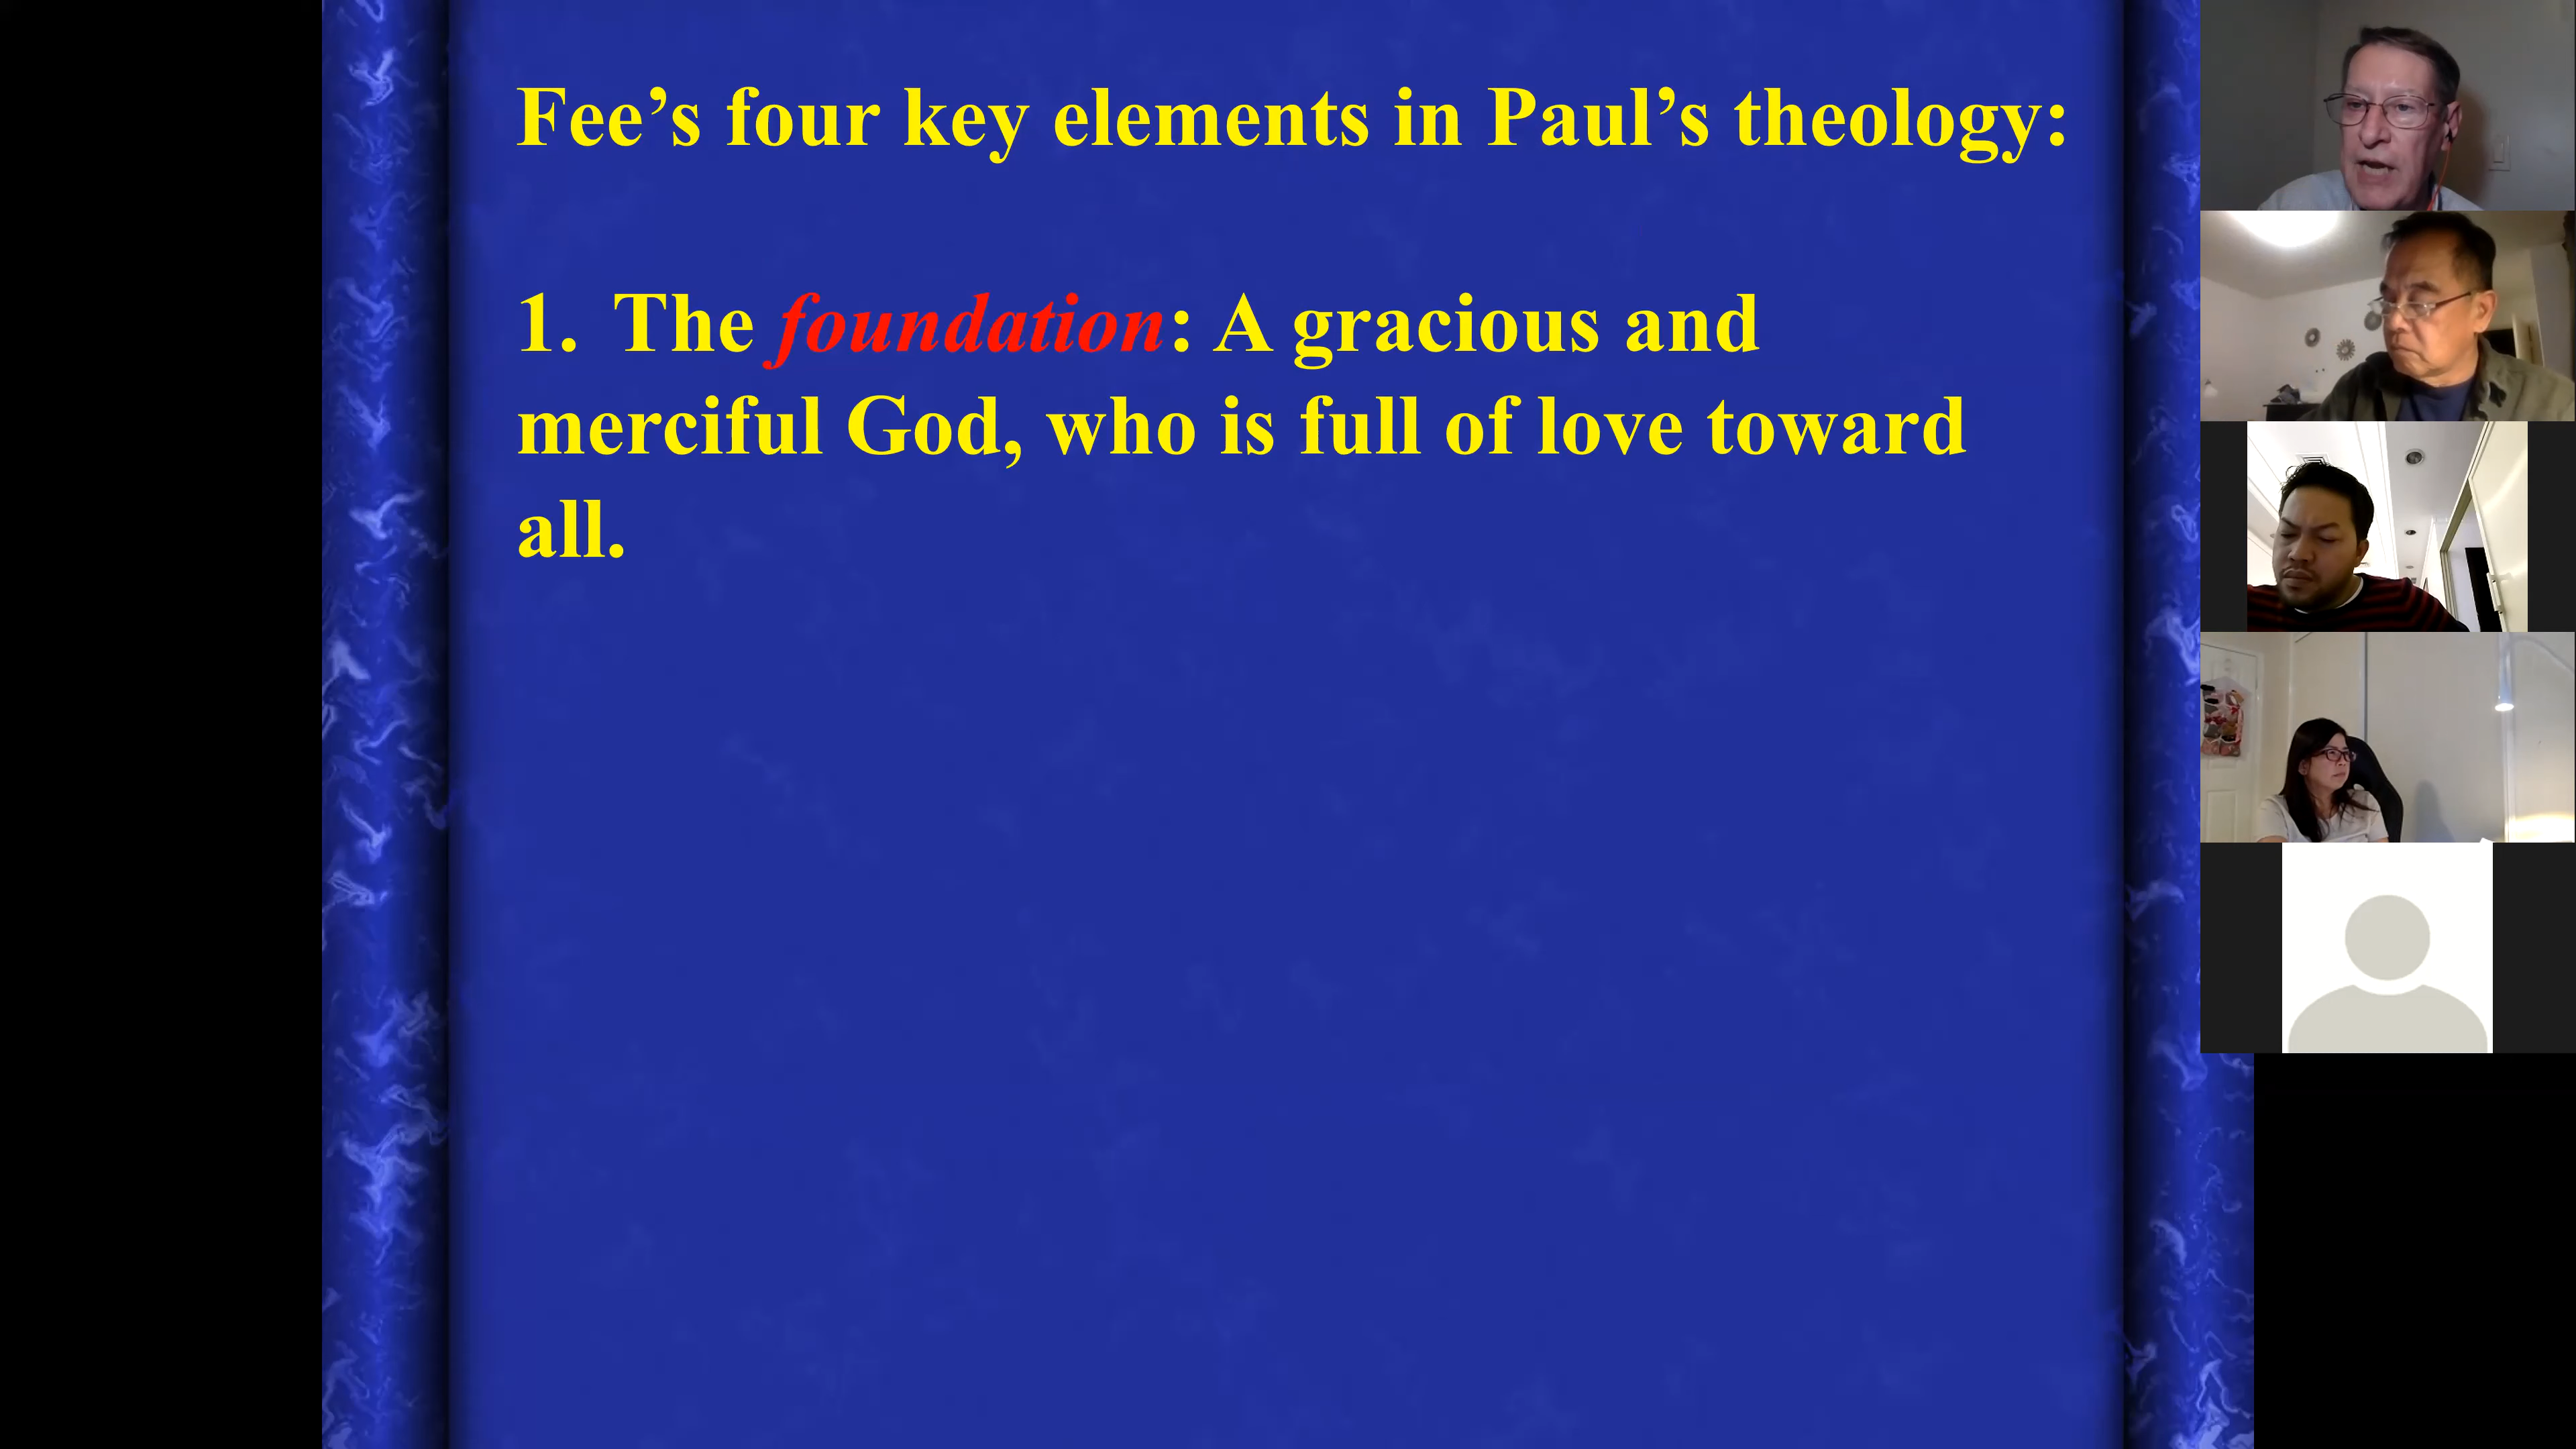 Fee’s four key elements in Paul’s theology:
1. The foundation: A gracious and
merciful God, who is full of love toward
all.